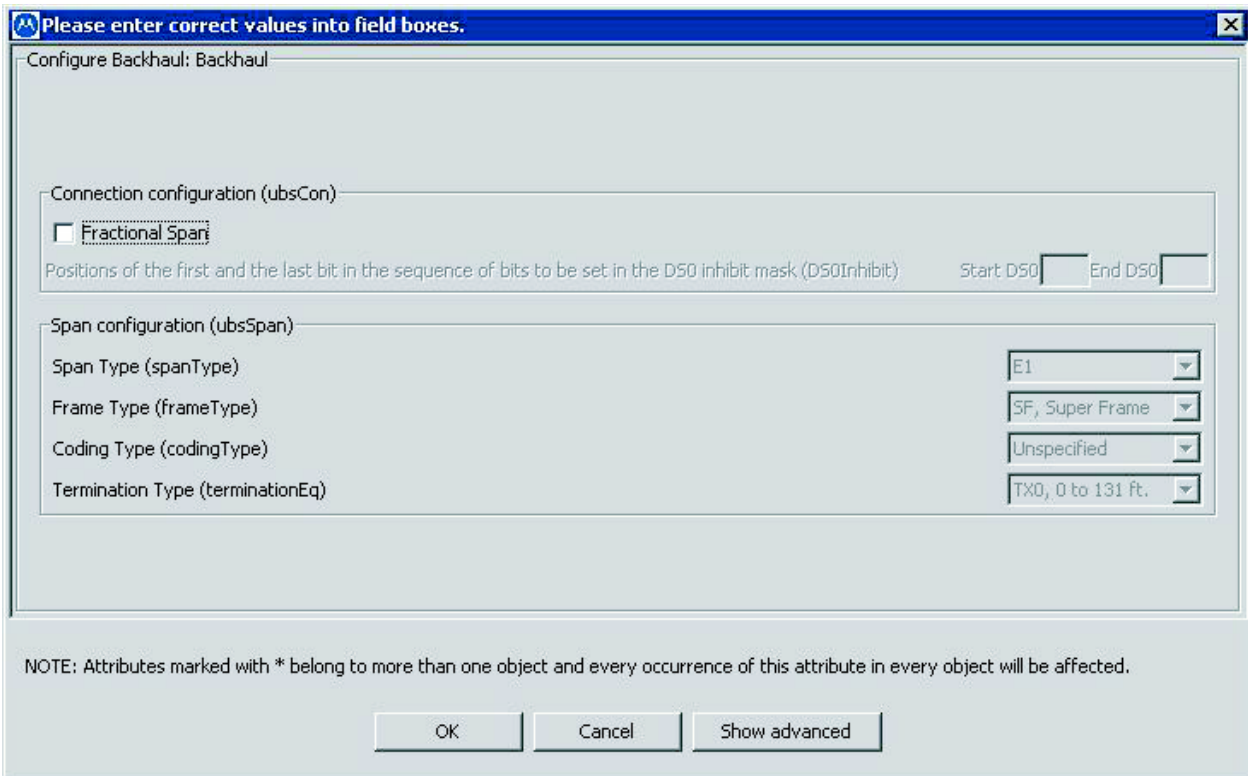 Please enter correct values into field boxes.
Configure Backhaul: Backhaul
Connection configuration (ubsCon)
Fractional Span
Positions of the first and the last bit in the sequence of bits to be set in the DS0 inhibit mask (DS0Inhibit) Start DS0 End DS0
Span configuration (ubsSpan)
Span Type (spanType) E1
Frame Type (frameType) SF, Super Frame
Coding Type (codingType) Unspecified
Termination Type (terminationEq) TX0, 0 to 131 ft.
NOTE: Attributes marked with * belong to more than one object and every occurrence of this attribute in every object will be affected.
OK Cancel Show advanced